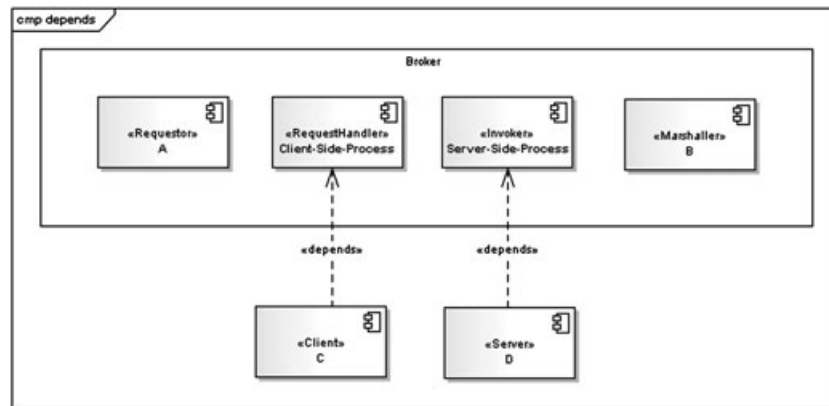 cmp depends
Broker
«Requestor»
A
«RequestHandler»
Client-Side-Process
«Invoker»
Server-Side-Process
«Marshaller»
B
«depends»
«depends»
«Client»
C
«Server»
D